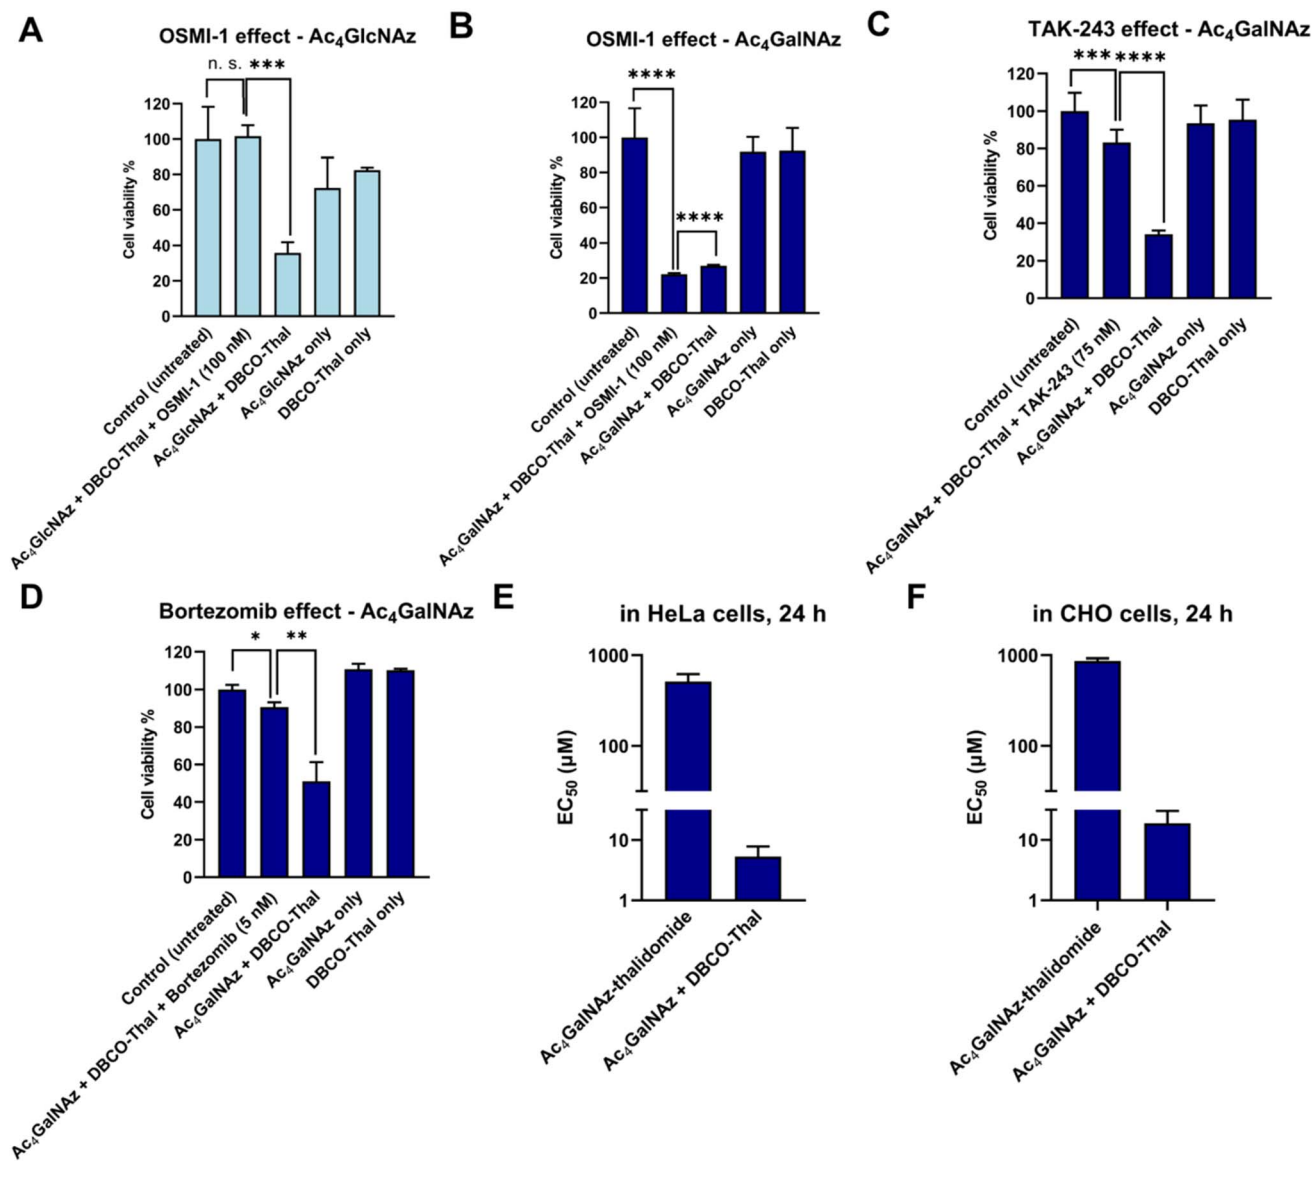 A
OSMI-1 effect - Ac₄GlcNAz
n. s. ***
Cell viability %
120
100
80
60
40
20
0
Control (untreated)
Ac₄GlcNAz + DBCO-Thal + OSMI-1 (100 nM)
Ac₄GlcNAz + DBCO-Thal
Ac₄GlcNAz only
DBCO-Thal only
B
OSMI-1 effect - Ac₄GalNAz
****
****
Cell viability %
120
100
80
60
40
20
0
Control (untreated)
Ac₄GalNAz + DBCO-Thal + OSMI-1 (100 nM)
Ac₄GalNAz + DBCO-Thal
Ac₄GalNAz only
DBCO-Thal only
C
TAK-243 effect - Ac₄GalNAz
*** ****
Cell viability %
120
100
80
60
40
20
0
Control (untreated)
Ac₄GalNAz + DBCO-Thal + TAK-243 (75 nM)
Ac₄GalNAz + DBCO-Thal
Ac₄GalNAz only
DBCO-Thal only
D
Bortezomib effect - Ac₄GalNAz
* **
Cell viability %
120
100
80
60
40
20
0
Control (untreated)
Ac₄GalNAz + DBCO-Thal + Bortezomib (5 nM)
Ac₄GalNAz + DBCO-Thal
Ac₄GalNAz only
DBCO-Thal only
E
in HeLa cells, 24 h
EC₅₀ (µM)
1000
100
10
1
Ac₄GalNAz-thalidomide
Ac₄GalNAz + DBCO-Thal
F
in CHO cells, 24 h
EC₅₀ (µM)
1000
100
10
1
Ac₄GalNAz-thalidomide
Ac₄GalNAz + DBCO-Thal